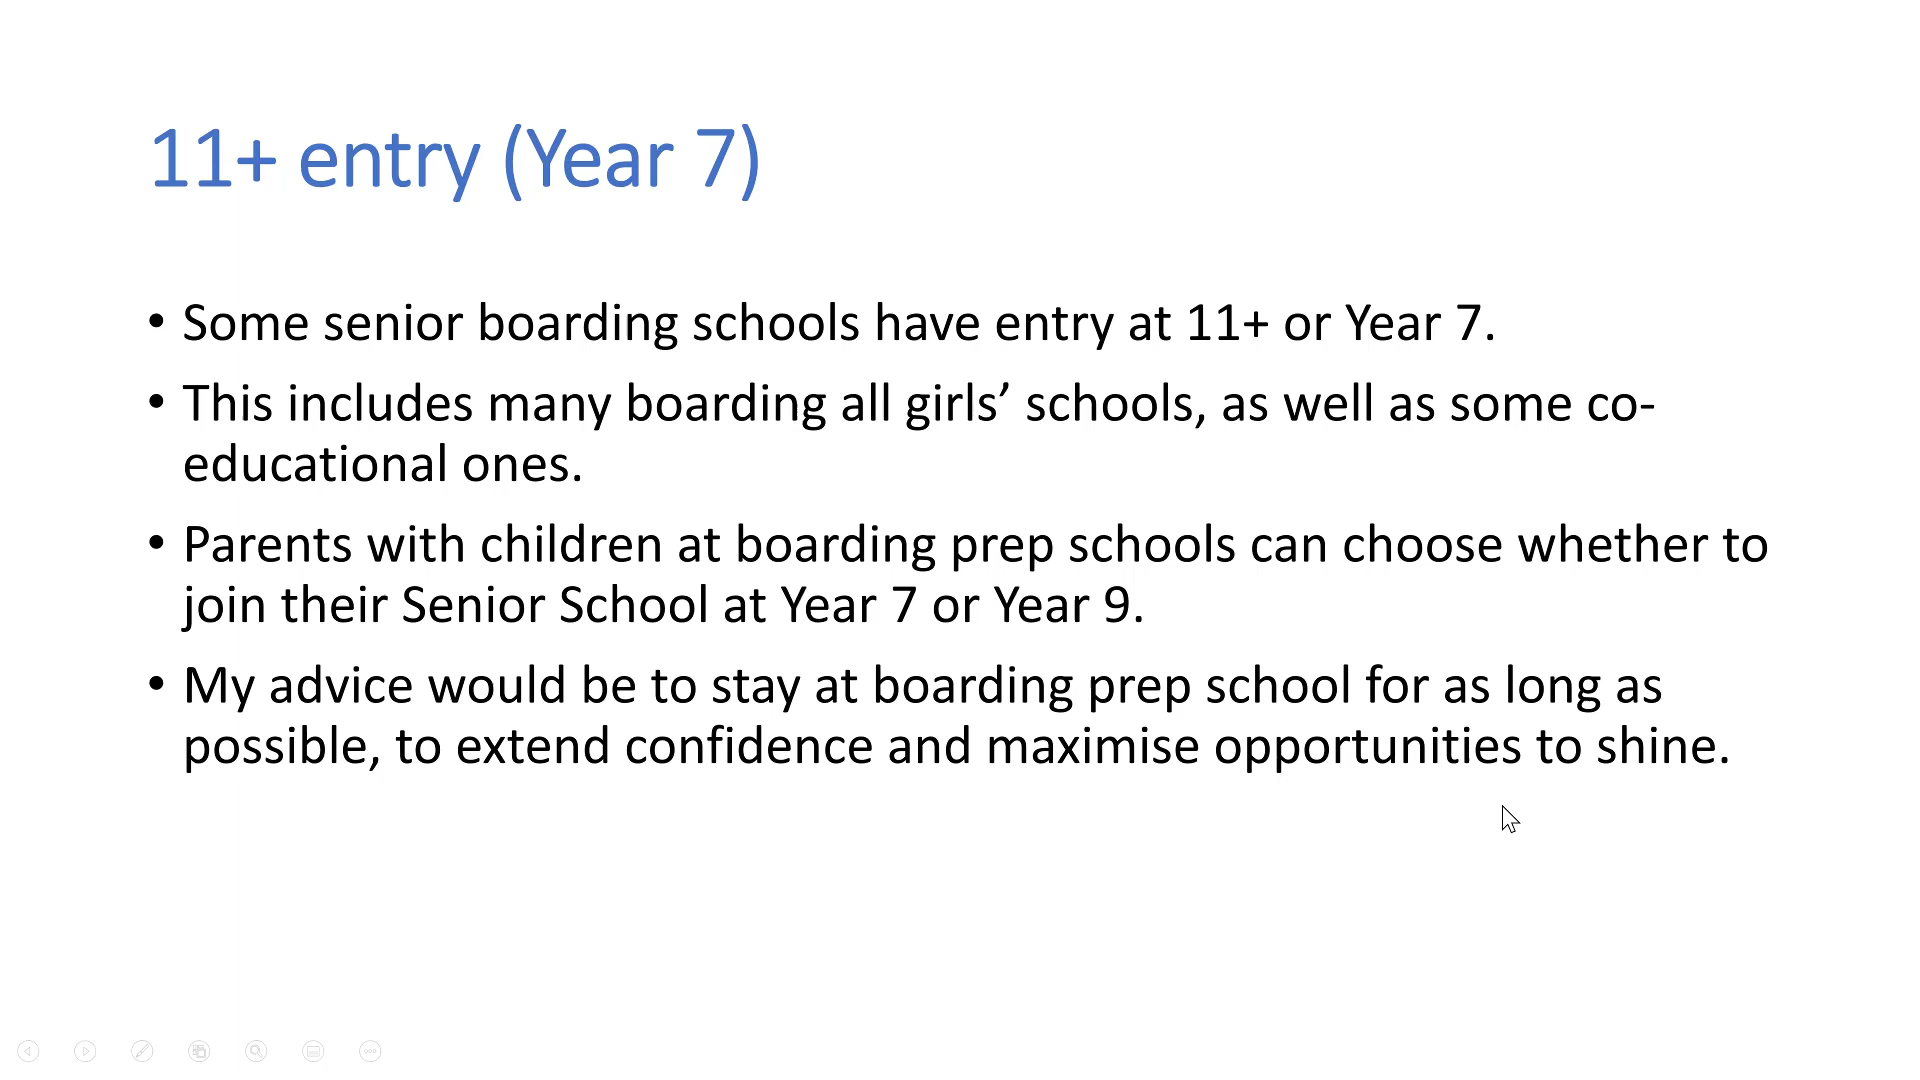 11+ entry (Year 7)
• Some senior boarding schools have entry at 11+ or Year 7.
• This includes many boarding all girls’ schools, as well as some co-
educational ones.
• Parents with children at boarding prep schools can choose whether to
join their Senior School at Year 7 or Year 9.
• My advice would be to stay at boarding prep school for as long as
possible, to extend confidence and maximise opportunities to shine.